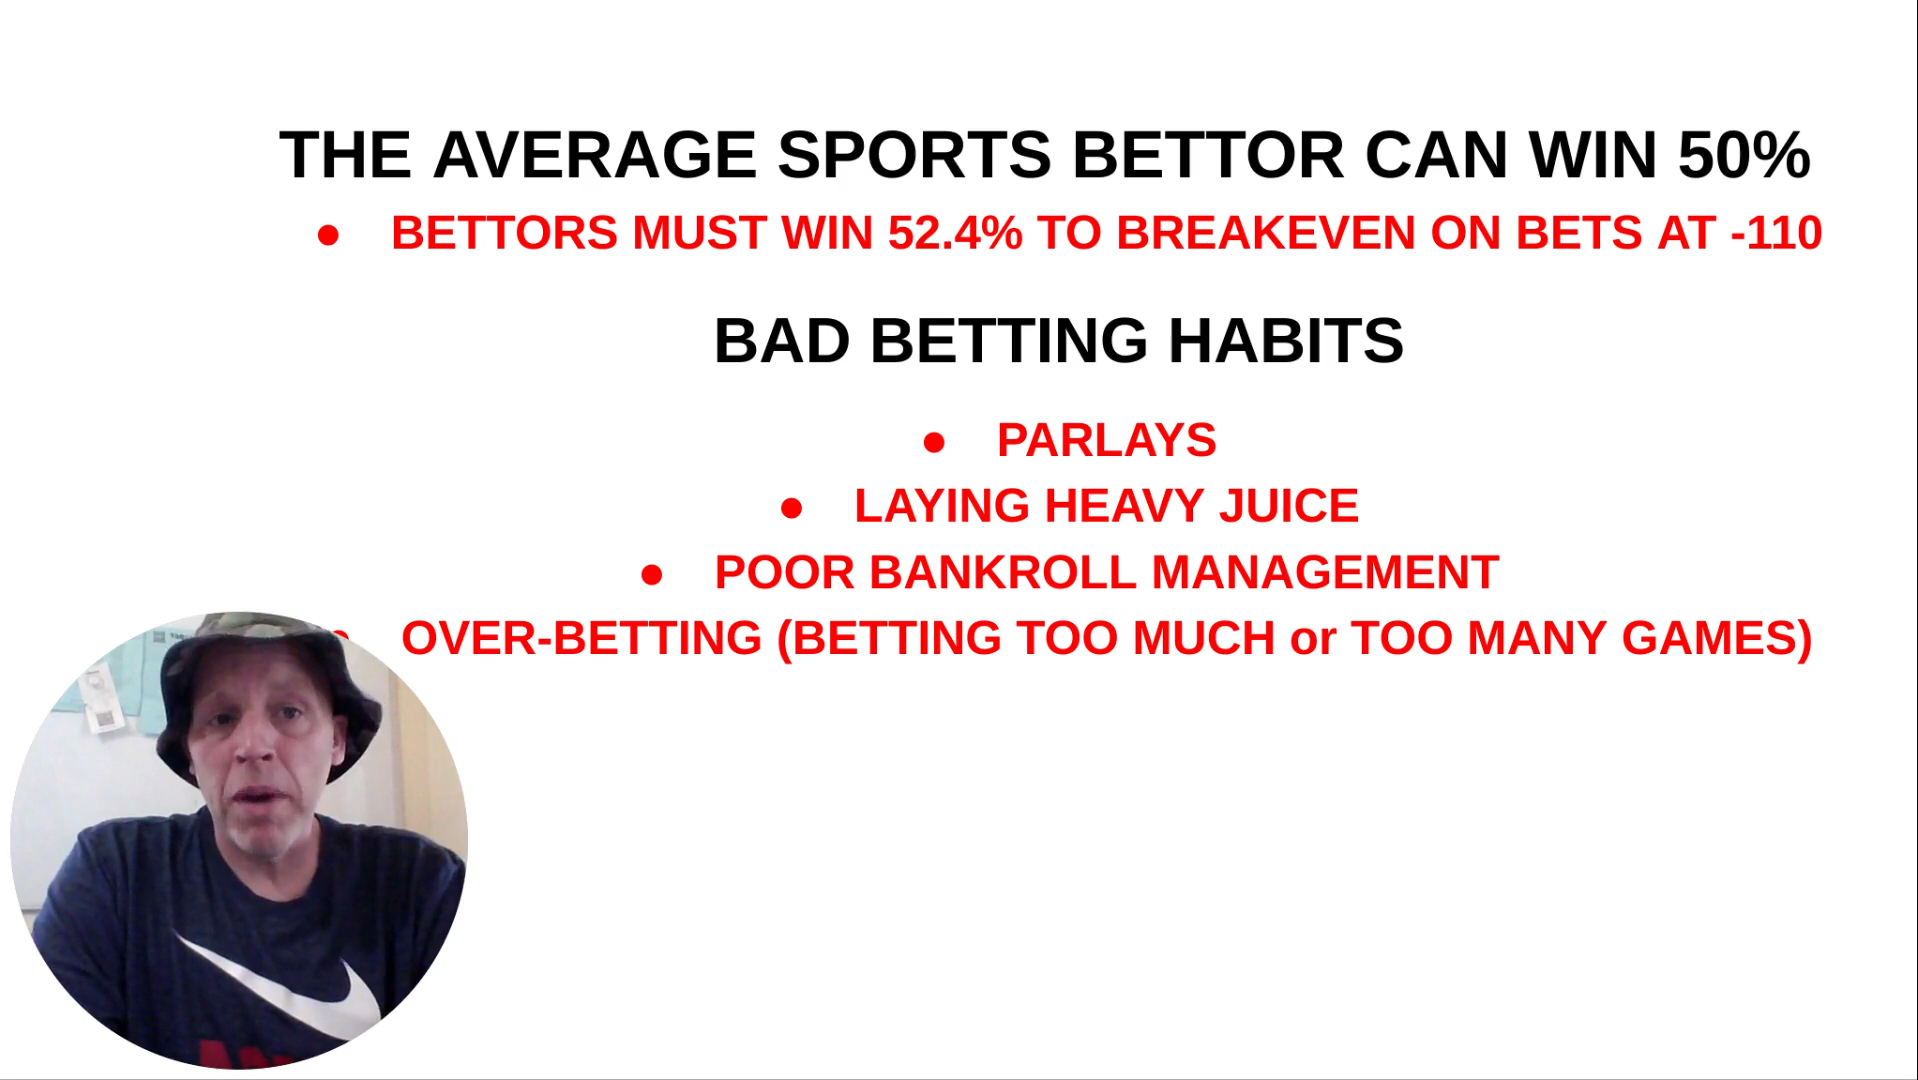 THE AVERAGE SPORTS BETTOR CAN WIN 50%
● BETTORS MUST WIN 52.4% TO BREAKEVEN ON BETS AT -110
BAD BETTING HABITS
● PARLAYS
● LAYING HEAVY JUICE
● POOR BANKROLL MANAGEMENT
● OVER-BETTING (BETTING TOO MUCH or TOO MANY GAMES)